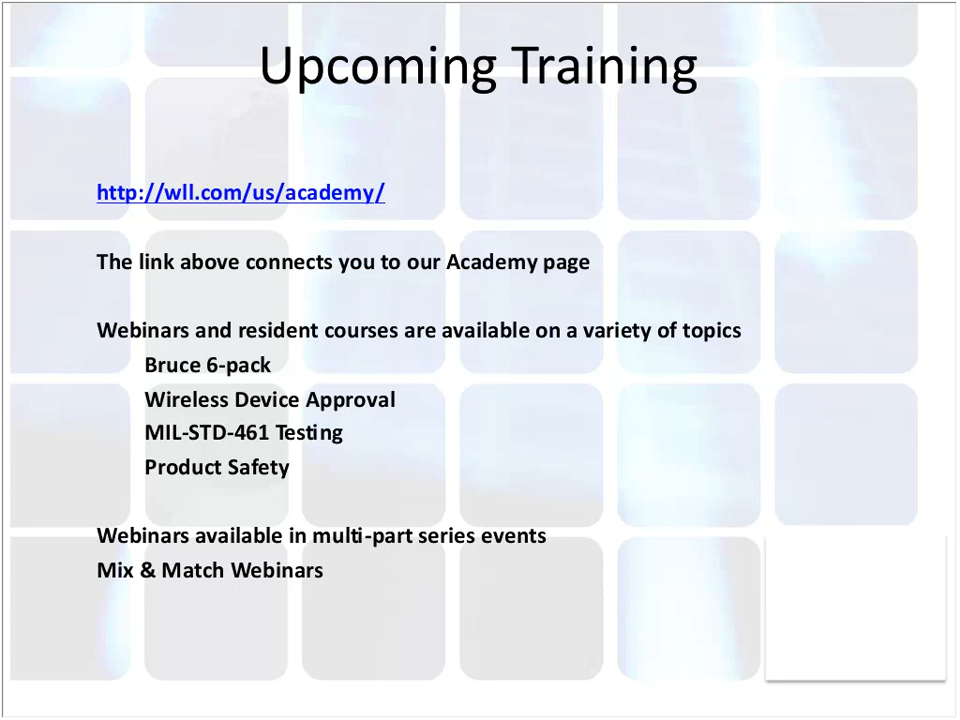 Upcoming Training
http://wll.com/us/academy/
The link above connects you to our Academy page
Webinars and resident courses are available on a variety of topics
Bruce 6-pack
Wireless Device Approval
MIL-STD-461 Testing
Product Safety
Webinars available in multi-part series events
Mix & Match Webinars